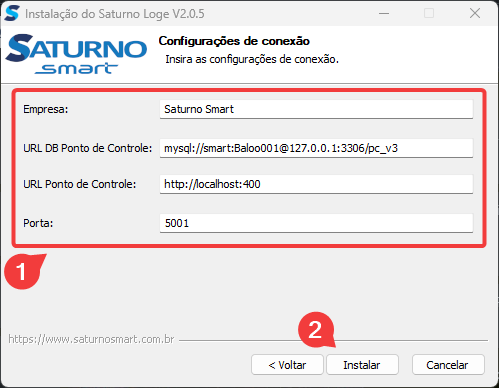 Instalação do Saturno Loge V2.0.5
SATURNO
smart
Configurações de conexão
Insira as configurações de conexão.
Empresa: Saturno Smart
URL DB Ponto de Controle: mysql://smart:Baloo001@127.0.0.1:3306/pc_v3
URL Ponto de Controle: http://localhost:400
Porta: 5001
1
https://www.saturnosmart.com.br
2
< Voltar Instalar Cancelar